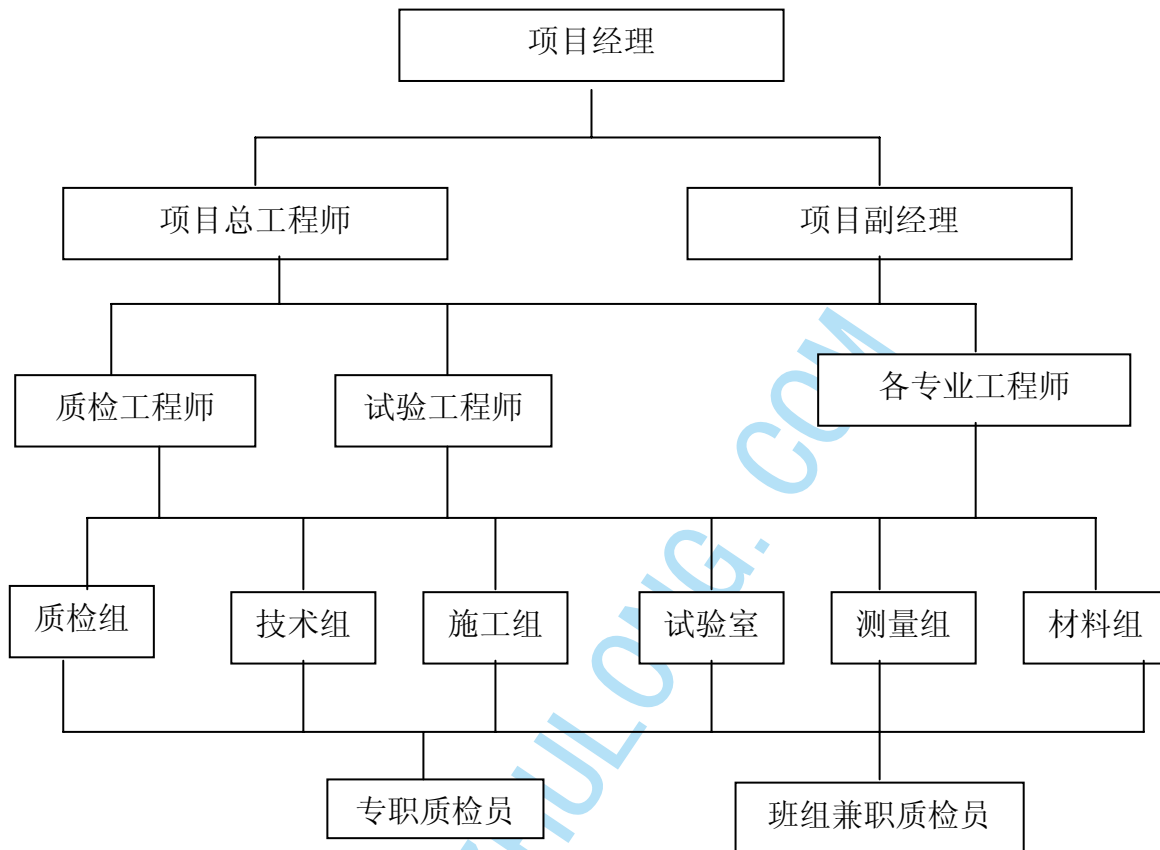 项目经理
项目总工程师
项目副经理
质检工程师
试验工程师
各专业工程师
质检组
技术组
施工组
试验室
测量组
材料组
专职质检员
班组兼职质检员
HULONG.COM